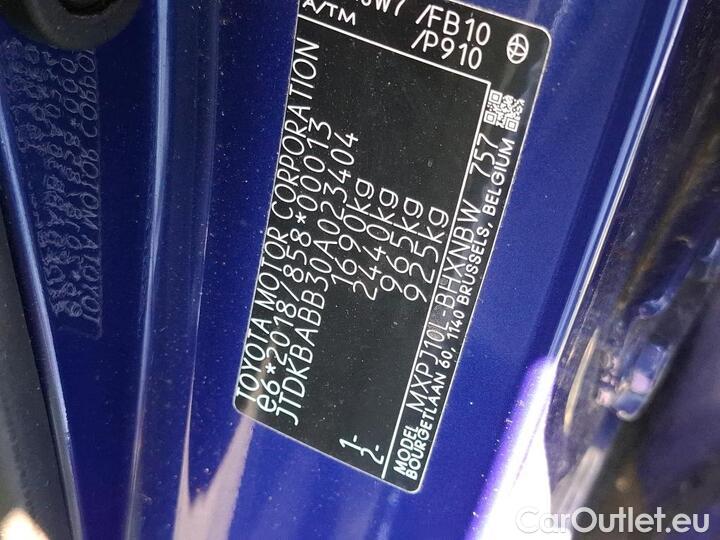 TOYOTA MOTOR CORPORATION
e6*2018/858*00013
JTDKBABB30A023404
1690kg
2440kg
1- 965kg
2- 925kg
MODEL MXPJ10L-BHXNBW 757
BOURGETLAAN 60, 1140 BRUSSELS, BELGIUM
/FB10
A/TM /P910
CarOutlet.eu